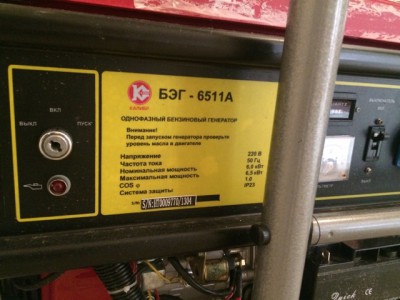 КАЛИБР
БЭГ - 6511А
ОДНОФАЗНЫЙ БЕНЗИНОВЫЙ ГЕНЕРАТОР
Внимание!
Перед запуском генератора проверьте
уровень масла в двигателе
Напряжение 220 В
Частота тока 50 Гц
Номинальная мощность 6,0 кВт
Максимальная мощность 6,5 кВт
COS φ 1.0
Система защиты IP23
ВКЛ
ВЫКЛ ПУСК
ВЫКЛЮЧАТЕЛЬ